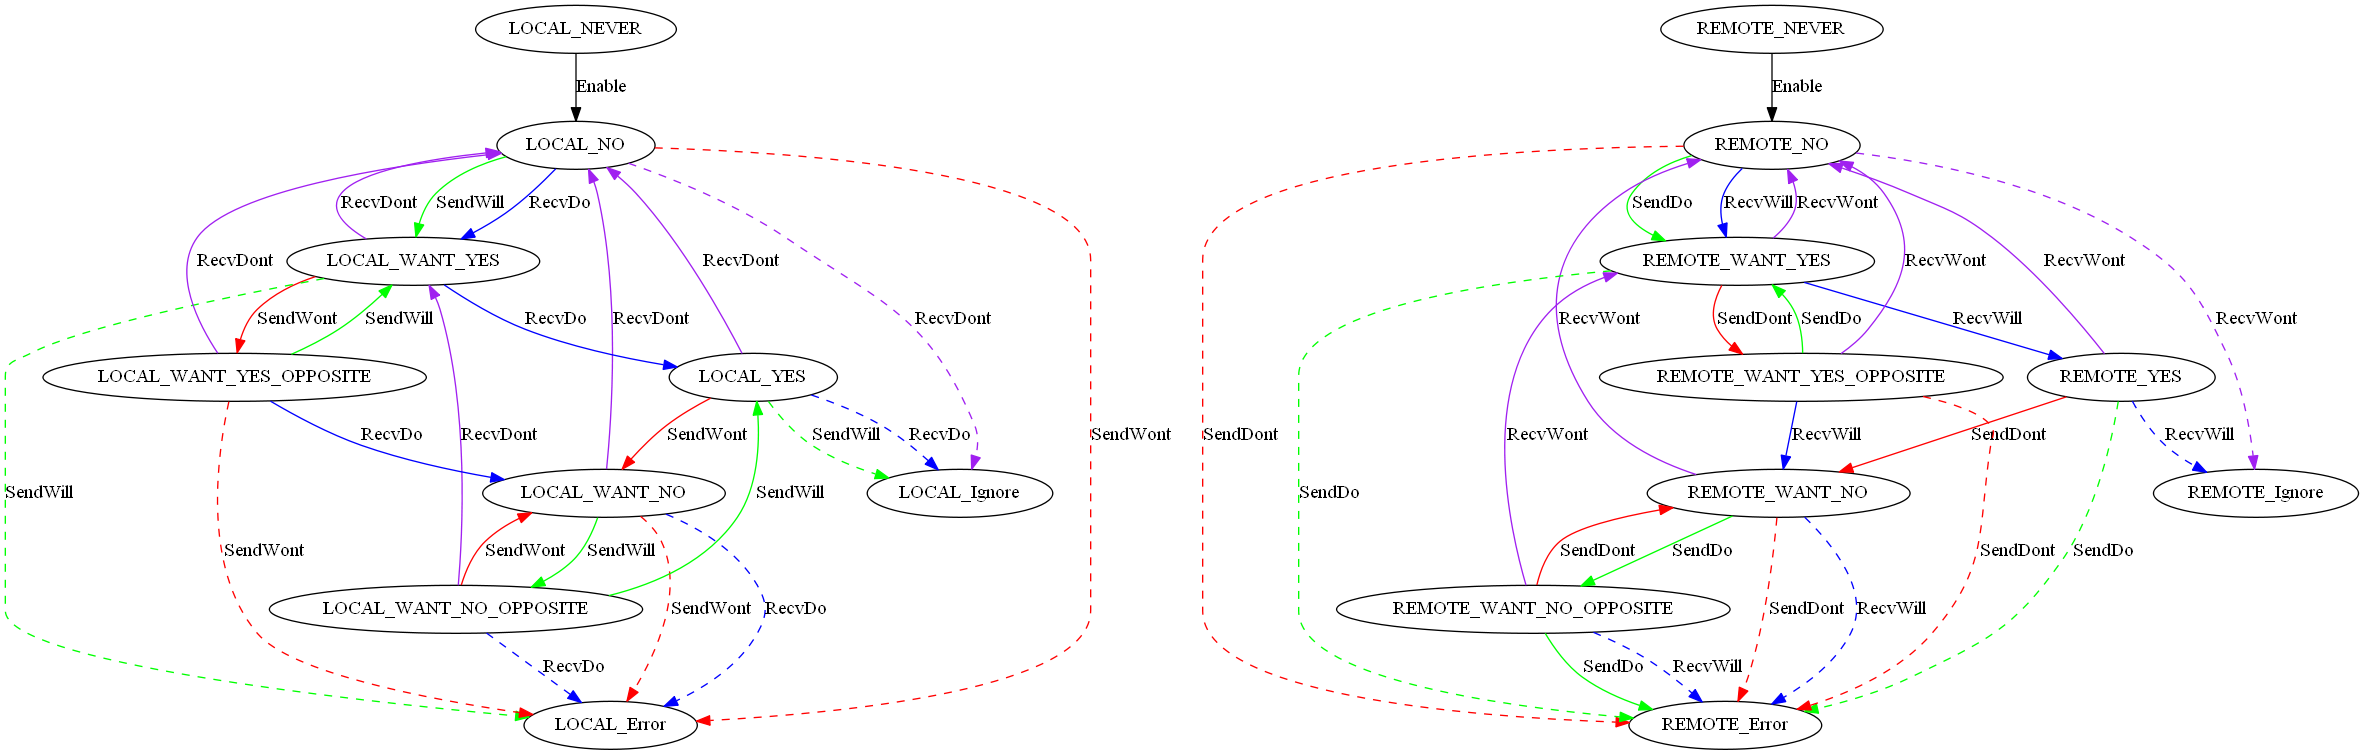 LOCAL_NEVER
REMOTE_NEVER
Enable
Enable
LOCAL_NO
REMOTE_NO
RecvDont
SendWill
RecvDo
SendDo
RecvWill
RecvWont
LOCAL_WANT_YES
REMOTE_WANT_YES
RecvDont
RecvDont
RecvWont
RecvWont
SendWont
SendWill
RecvDo
RecvDont
RecvDont
RecvWont
SendDont
SendDo
RecvWill
RecvWont
LOCAL_WANT_YES_OPPOSITE
LOCAL_YES
REMOTE_WANT_YES_OPPOSITE
REMOTE_YES
RecvDo
RecvDont
SendWont
SendWill
RecvDo
SendWont
SendDont
RecvWont
RecvWill
SendDont
RecvWill
SendWill
LOCAL_WANT_NO
SendWill
LOCAL_Ignore
SendDo
REMOTE_WANT_NO
REMOTE_Ignore
SendWont
SendWont
SendWill
SendDont
SendDo
SendDont
SendDo
LOCAL_WANT_NO_OPPOSITE
SendWont
RecvDo
REMOTE_WANT_NO_OPPOSITE
SendDont
RecvWill
RecvDo
SendDo
RecvWill
LOCAL_Error
REMOTE_Error